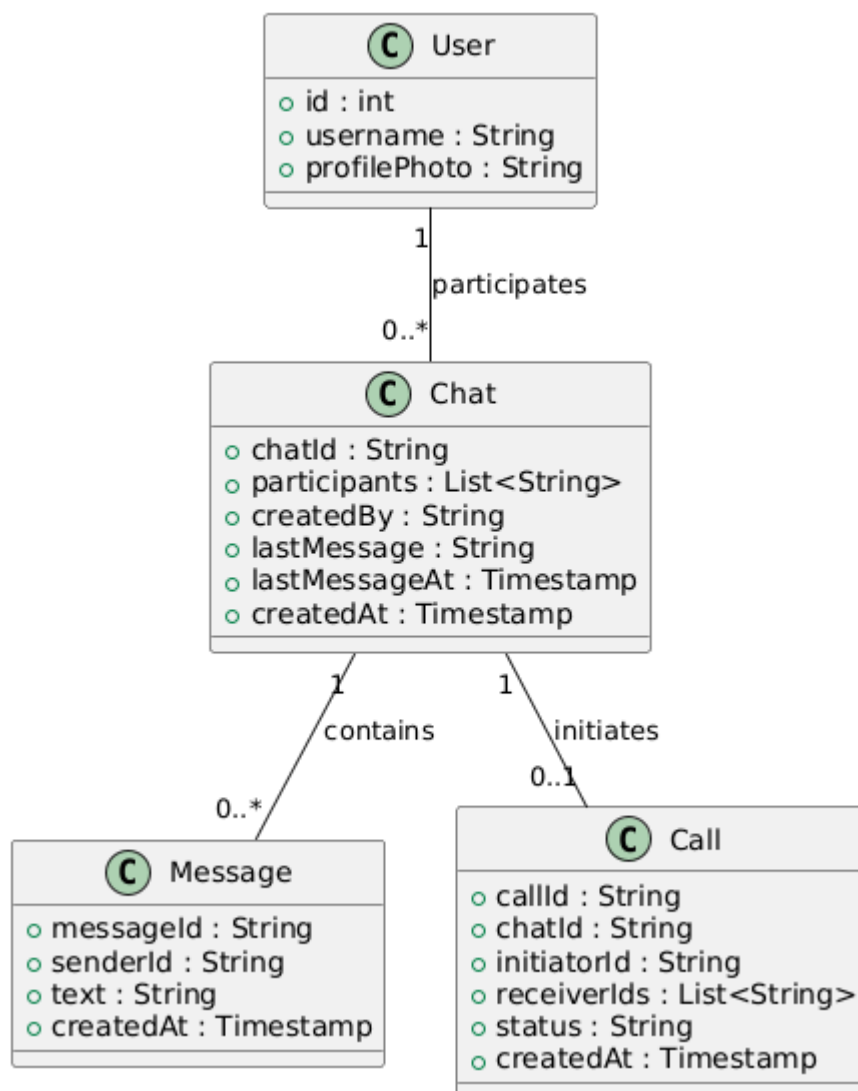 C User
id : int
username : String
profilePhoto : String
1
participates
0..*
C Chat
chatId : String
participants : List<String>
createdBy : String
lastMessage : String
lastMessageAt : Timestamp
createdAt : Timestamp
1
1
contains
initiates
0..*
0..1
C Message
messageId : String
senderId : String
text : String
createdAt : Timestamp
C Call
callId : String
chatId : String
initiatorId : String
receiverIds : List<String>
status : String
createdAt : Timestamp